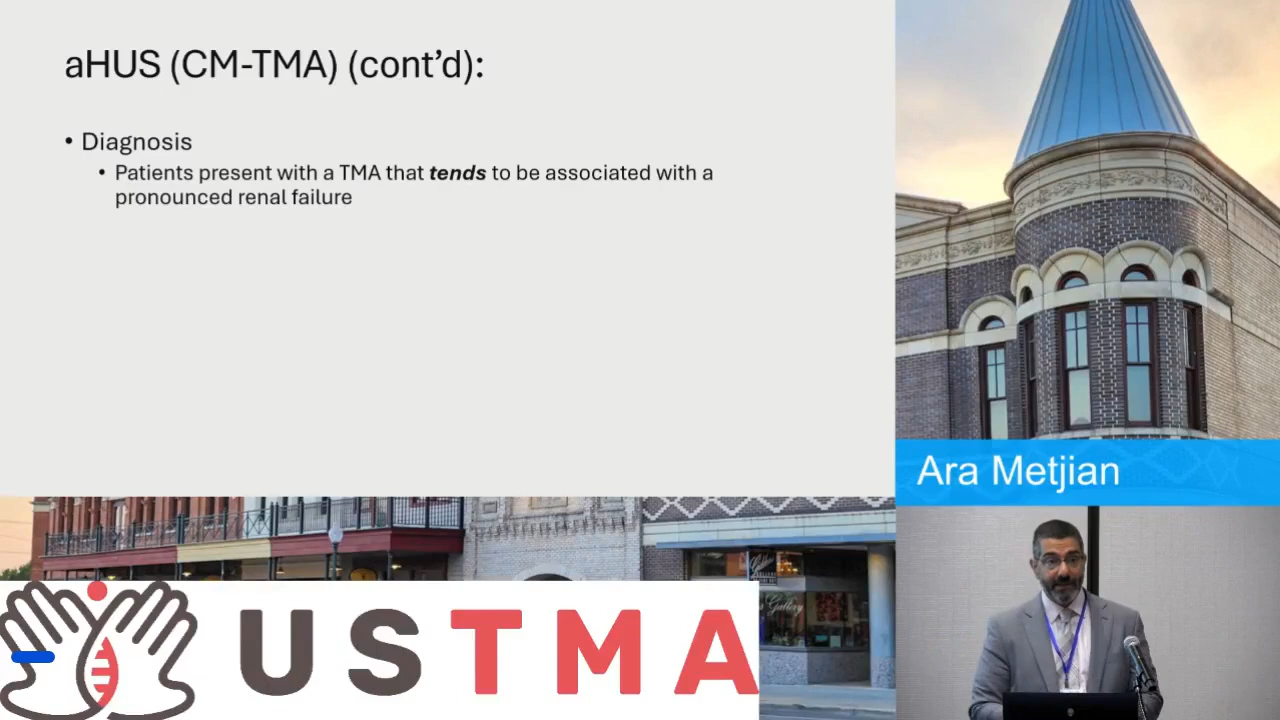 aHUS (CM-TMA) (cont’d):
• Diagnosis
• Patients present with a TMA that tends to be associated with a
pronounced renal failure
Ara Metjian
Gallery
USTMA